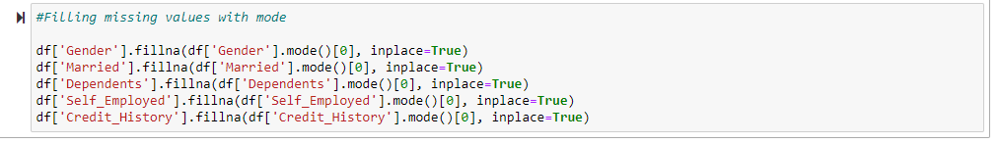 #Filling missing values with mode
df['Gender'].fillna(df['Gender'].mode()[0], inplace=True)
df['Married'].fillna(df['Married'].mode()[0], inplace=True)
df['Dependents'].fillna(df['Dependents'].mode()[0], inplace=True)
df['Self_Employed'].fillna(df['Self_Employed'].mode()[0], inplace=True)
df['Credit_History'].fillna(df['Credit_History'].mode()[0], inplace=True)